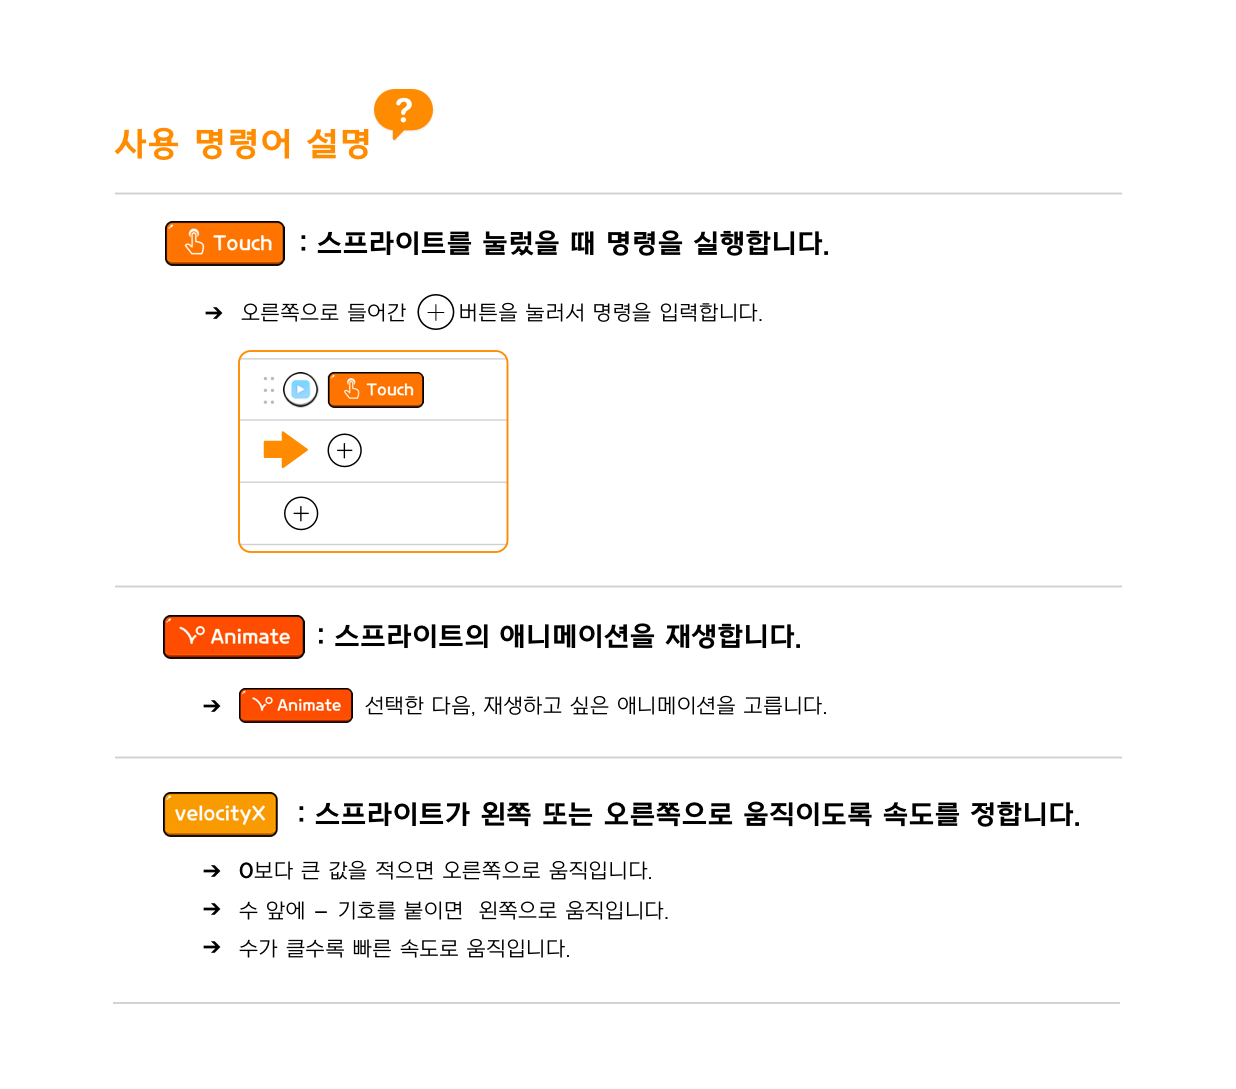 사용 명령어 설명 ?
Touch : 스프라이트를 눌렀을 때 명령을 실행합니다.
➔ 오른쪽으로 들어간 + 버튼을 눌러서 명령을 입력합니다.
Touch
+
+
Animate : 스프라이트의 애니메이션을 재생합니다.
➔ Animate 선택한 다음, 재생하고 싶은 애니메이션을 고릅니다.
velocityX : 스프라이트가 왼쪽 또는 오른쪽으로 움직이도록 속도를 정합니다.
➔ 0보다 큰 값을 적으면 오른쪽으로 움직입니다.
➔ 수 앞에 – 기호를 붙이면 왼쪽으로 움직입니다.
➔ 수가 클수록 빠른 속도로 움직입니다.